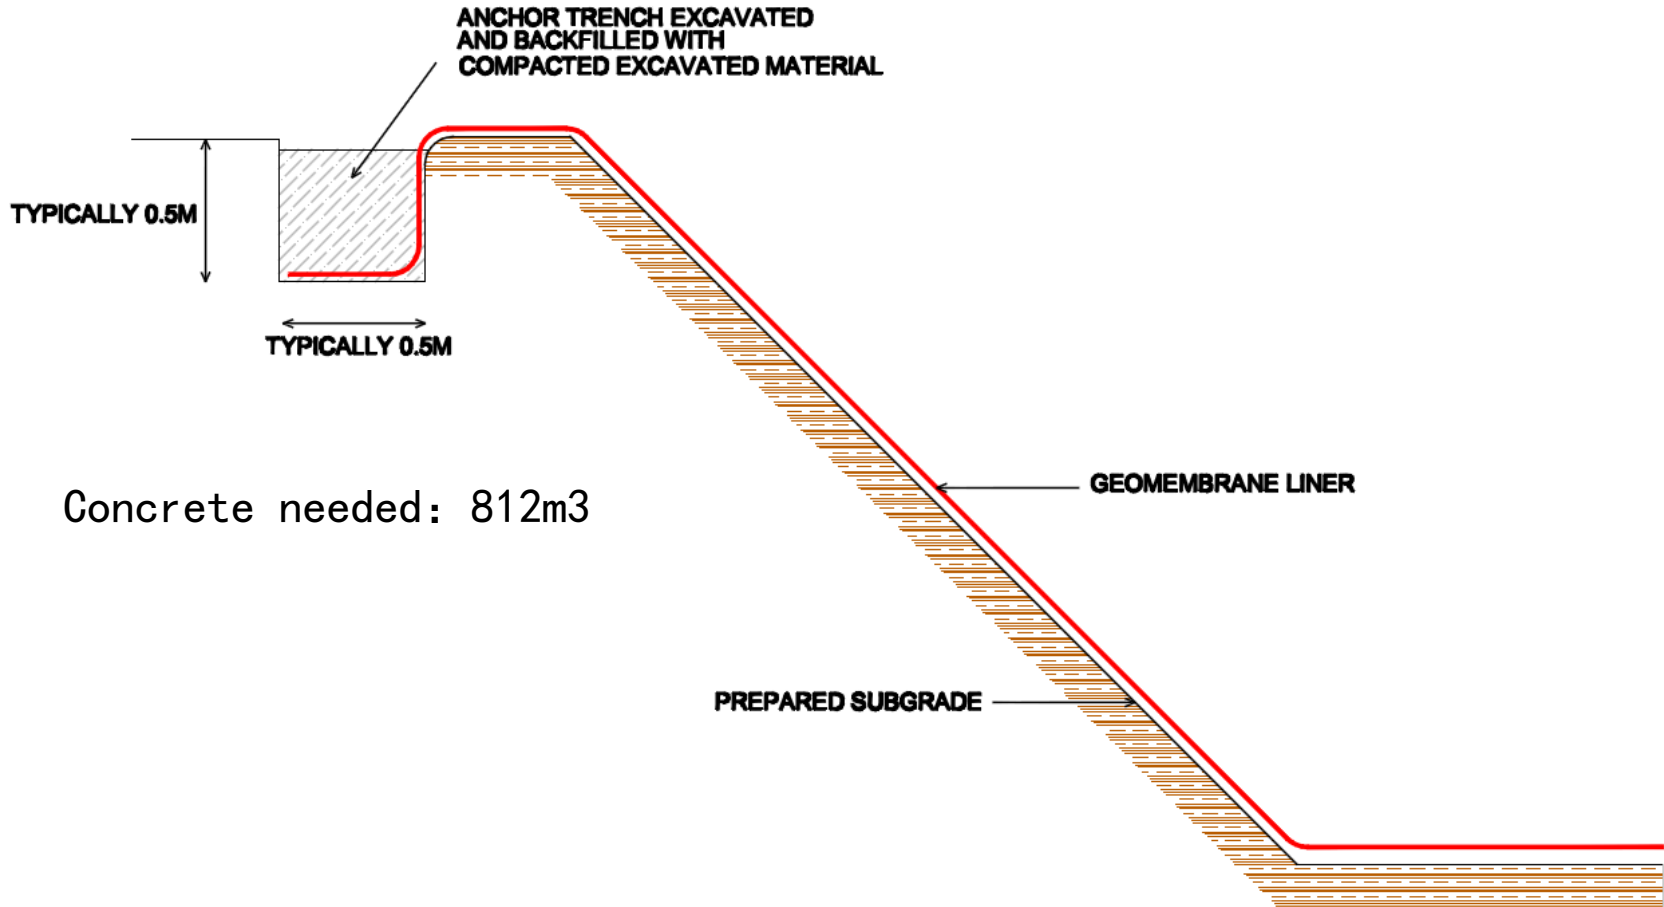 ANCHOR TRENCH EXCAVATED
AND BACKFILLED WITH
COMPACTED EXCAVATED MATERIAL
TYPICALLY 0.5M
TYPICALLY 0.5M
GEOMEMBRANE LINER
Concrete needed: 812m3
PREPARED SUBGRADE